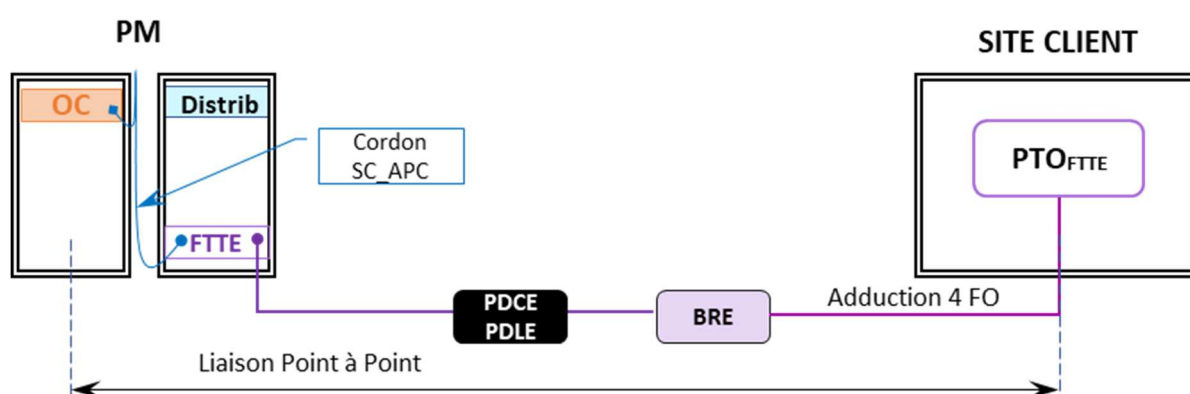 PM
SITE CLIENT
OC
Distrib
Cordon
SC_APC
PTOFTTE
FTTE
PDCE
PDLE
BRE
Adduction 4 FO
Liaison Point à Point